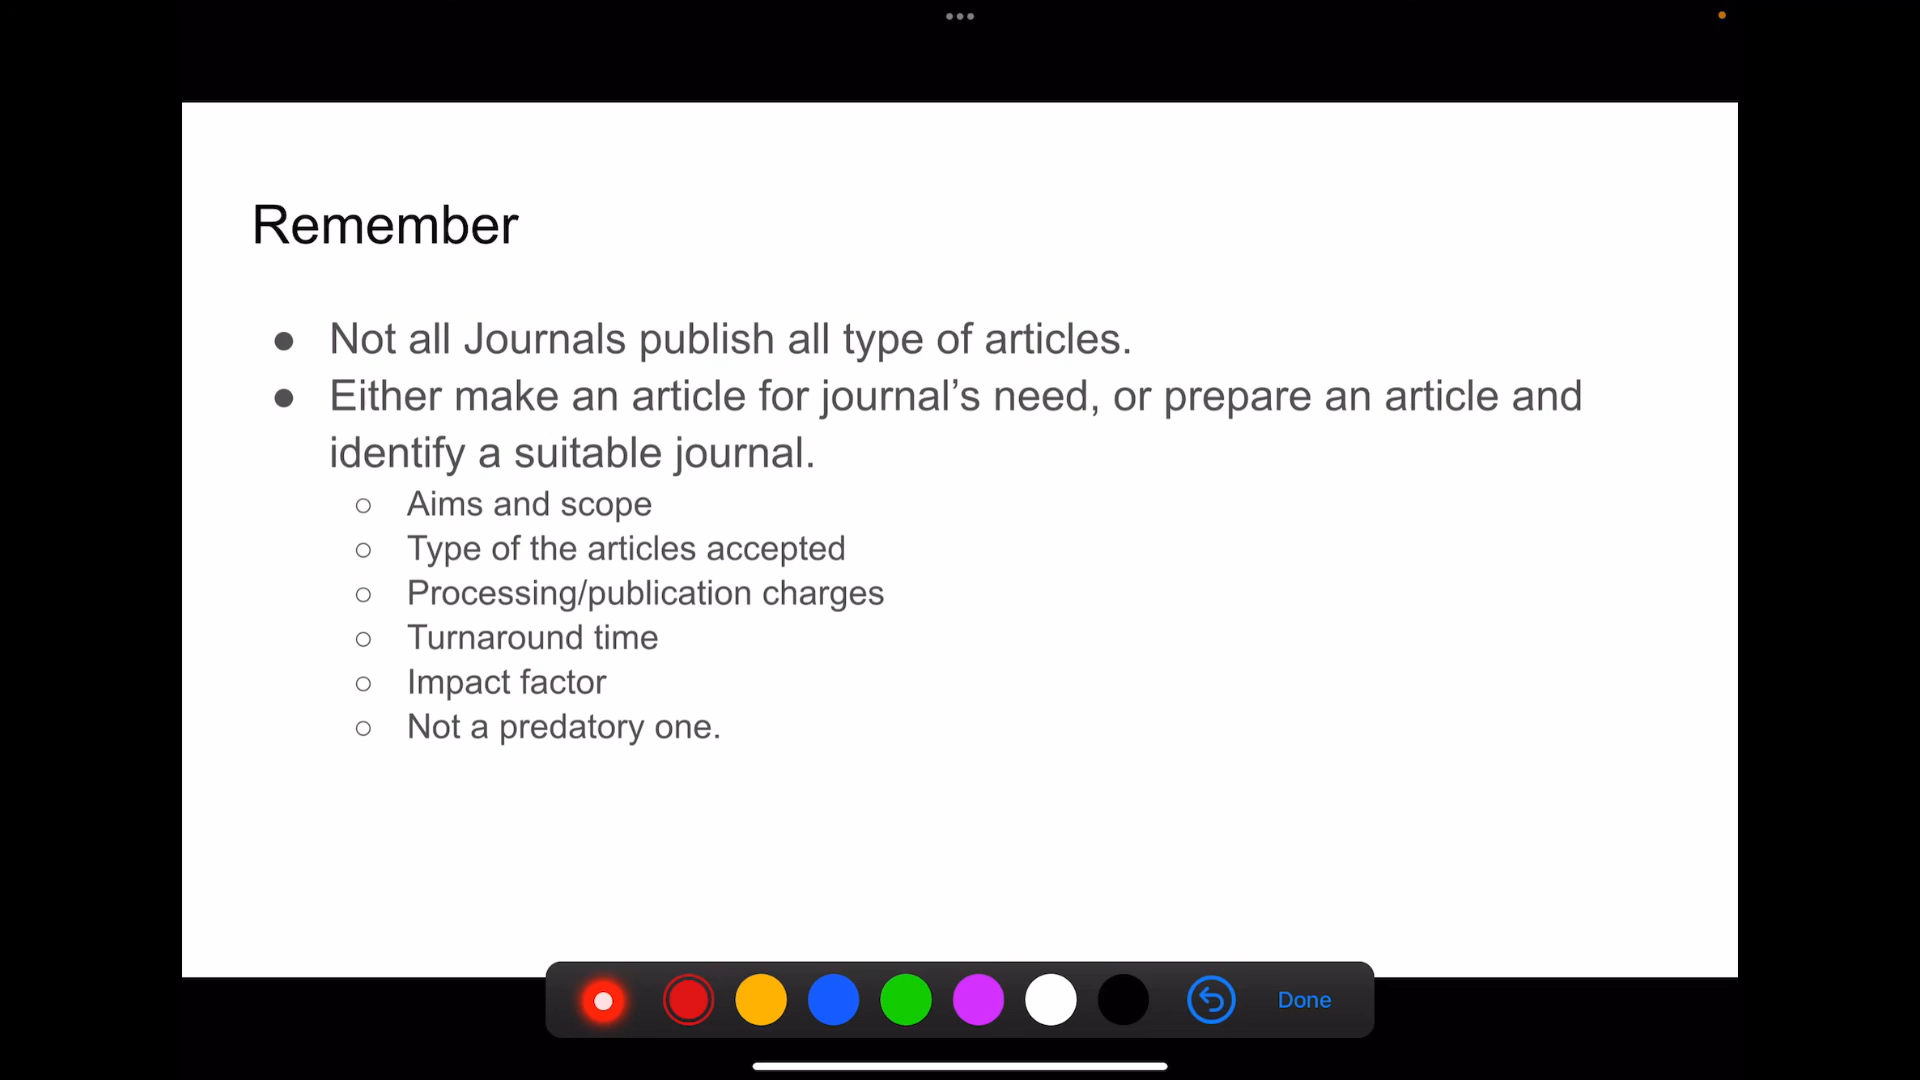 Remember
● Not all Journals publish all type of articles.
● Either make an article for journal’s need, or prepare an article and
identify a suitable journal.
○ Aims and scope
○ Type of the articles accepted
○ Processing/publication charges
○ Turnaround time
○ Impact factor
○ Not a predatory one.
Done